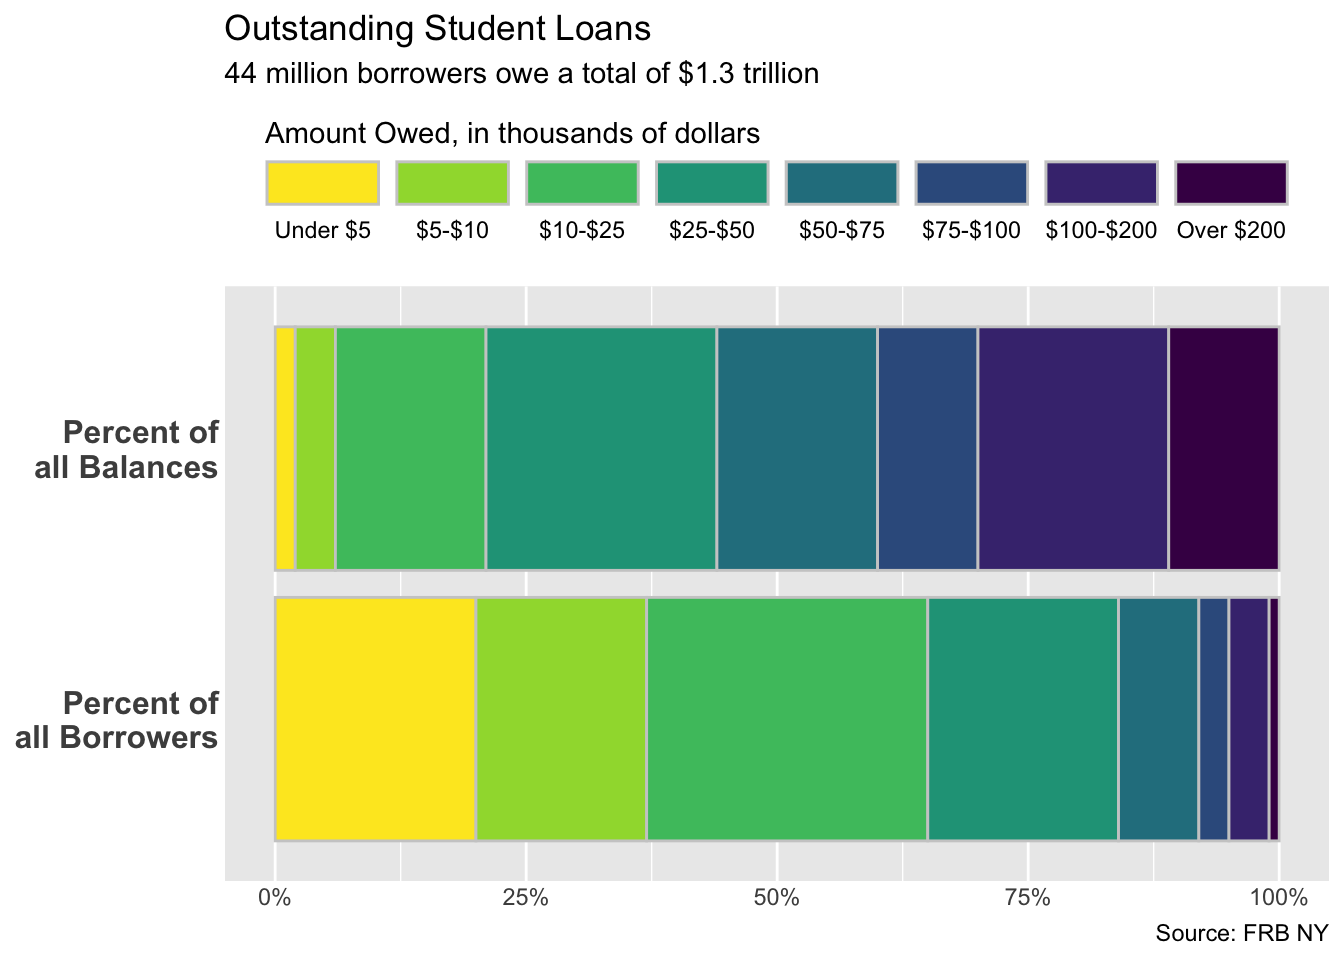 Outstanding Student Loans
44 million borrowers owe a total of $1.3 trillion
Amount Owed, in thousands of dollars
Under $5 $5-$10 $10-$25 $25-$50 $50-$75 $75-$100 $100-$200 Over $200
Percent of
all Balances
Percent of
all Borrowers
0% 25% 50% 75% 100%
Source: FRB NY